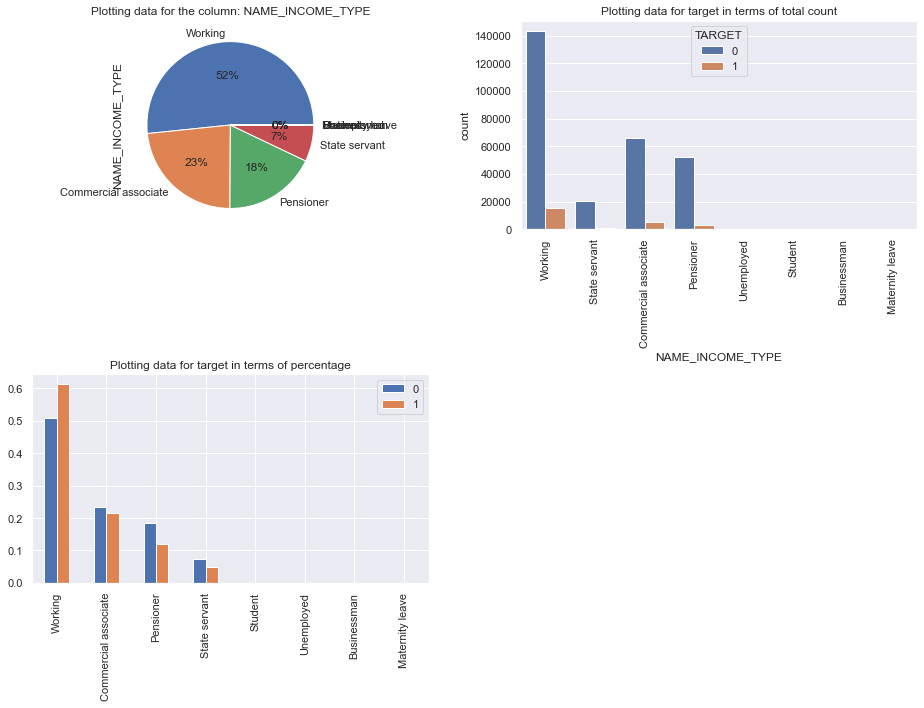 Plotting data for the column: NAME_INCOME_TYPE
NAME_INCOME_TYPE
Working
52%
Commercial associate
23%
Pensioner
18%
State servant
7%
0%
Plotting data for target in terms of total count
TARGET
0
1
count
140000
120000
100000
80000
60000
40000
20000
0
Working
State servant
Commercial associate
Pensioner
Unemployed
Student
Businessman
Maternity leave
NAME_INCOME_TYPE
Plotting data for target in terms of percentage
0
1
0.6
0.5
0.4
0.3
0.2
0.1
0.0
Working
Commercial associate
Pensioner
State servant
Student
Unemployed
Businessman
Maternity leave